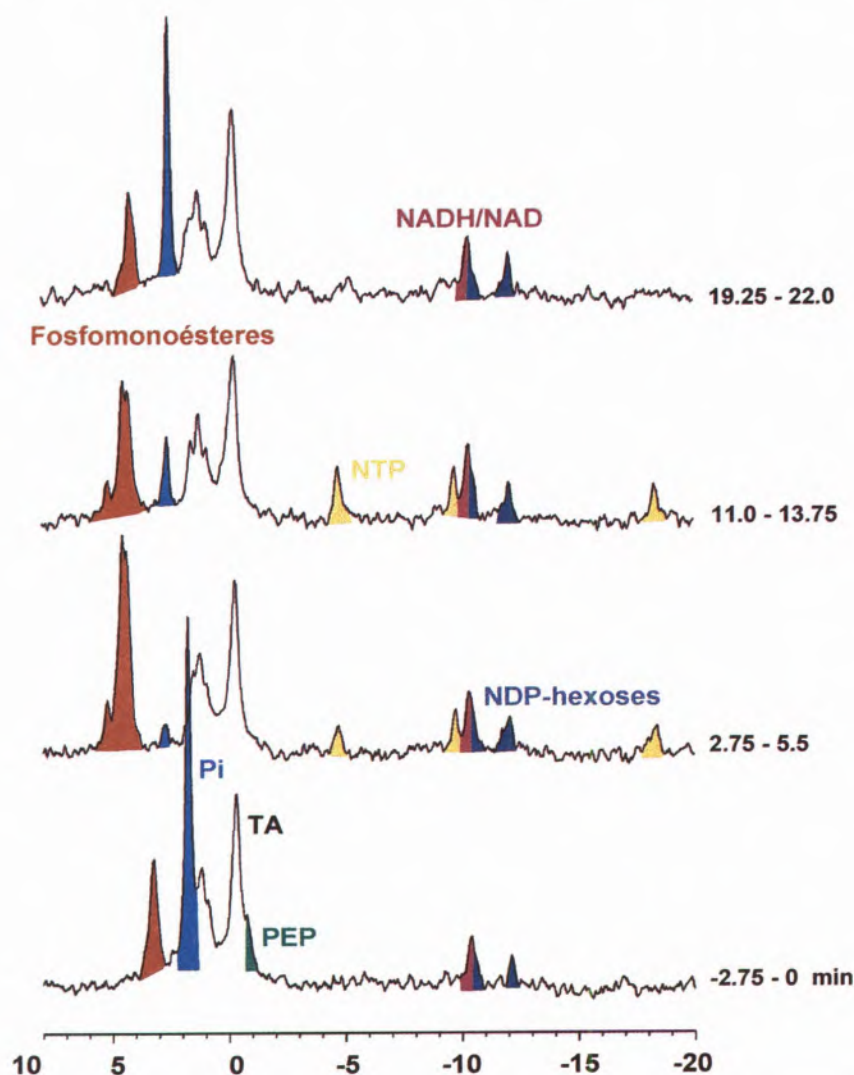 NADH/NAD
19.25 - 22.0
Fosfomonoésteres
NTP
11.0 - 13.75
NDP-hexoses
2.75 - 5.5
Pi
TA
PEP
-2.75 - 0 min
10 5 0 -5 -10 -15 -20